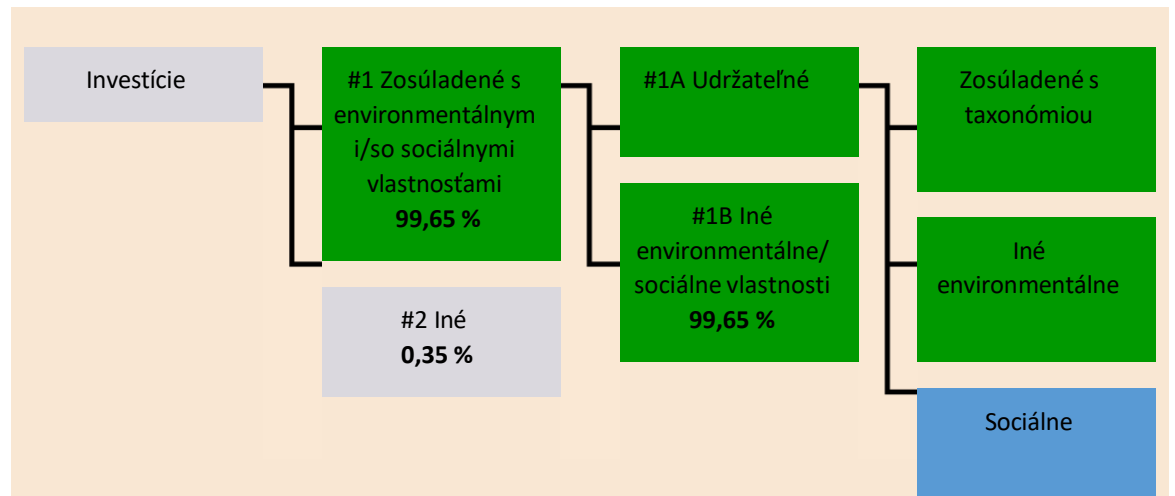 Investície
#1 Zosúladené s
environmentálnym
i/so sociálnymi
vlastnosťami
99,65 %
#2 Iné
0,35 %
#1A Udržateľné
#1B Iné
environmentálne/
sociálne vlastnosti
99,65 %
Zosúladené s
taxonómiou
Iné
environmentálne
Sociálne